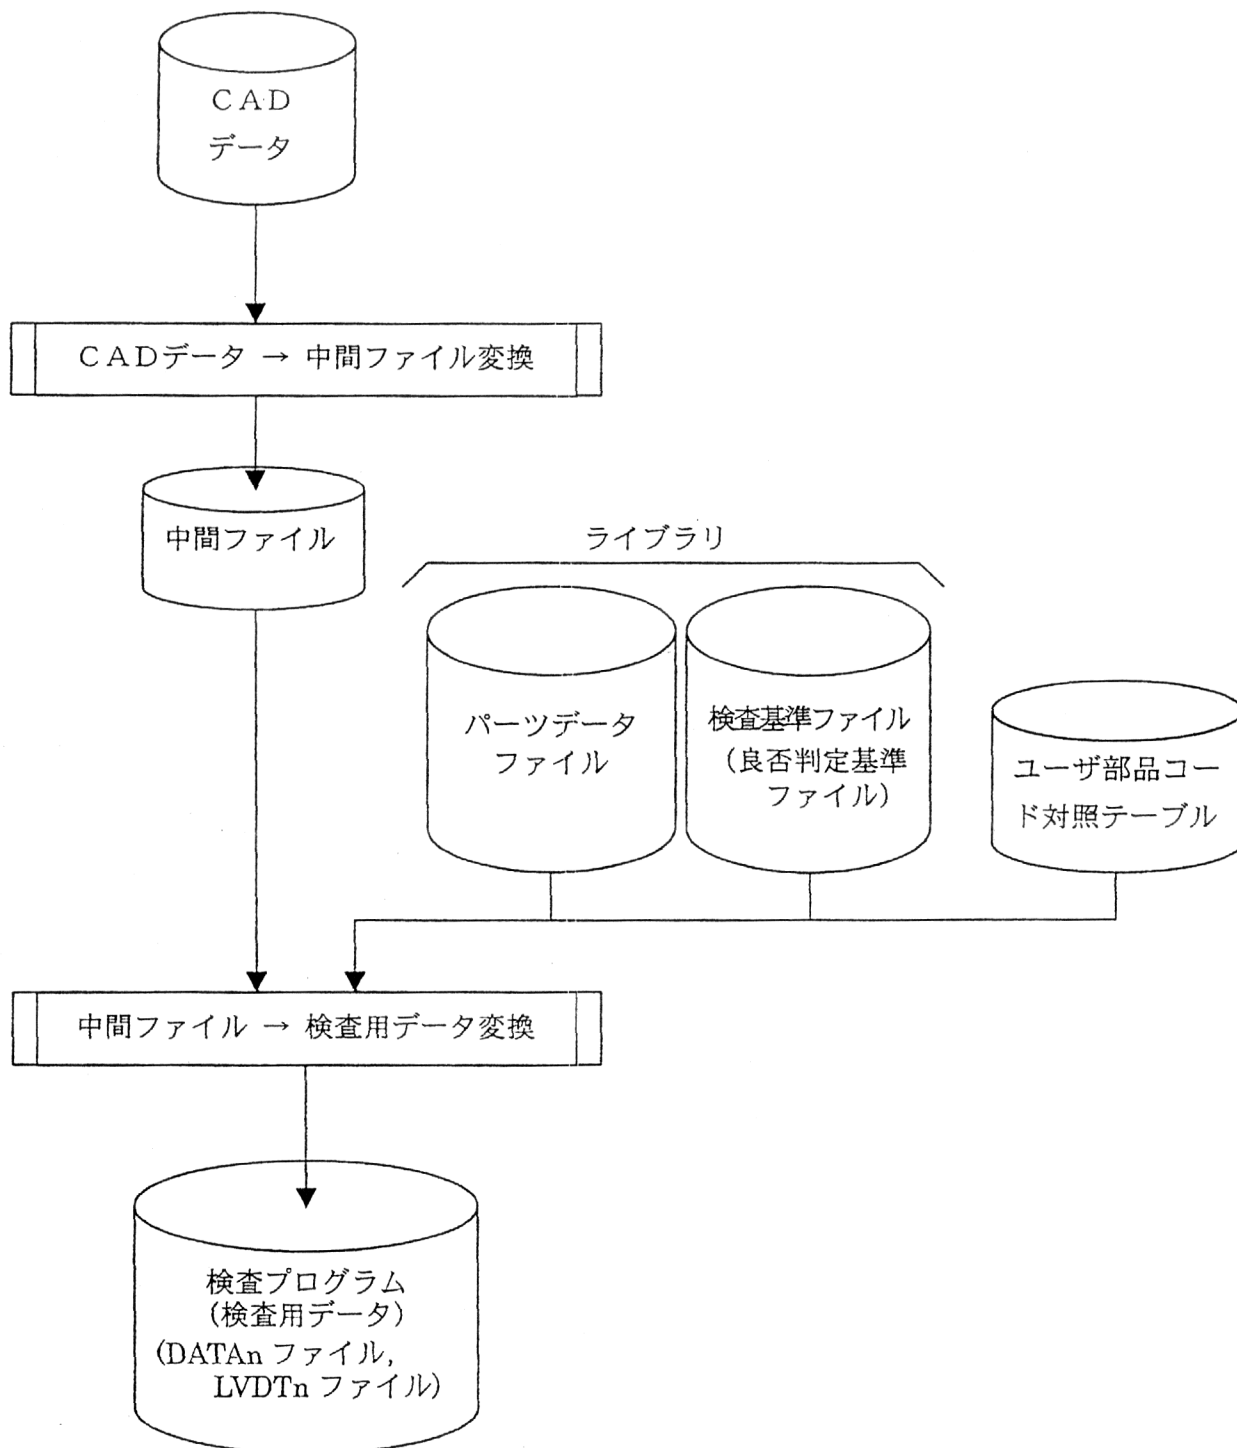 ＣＡＤ
データ
ＣＡＤデータ → 中間ファイル変換
中間ファイル
ライブラリ
パーツデータ
ファイル
検査基準ファイル
（良否判定基準
ファイル）
ユーザ部品コー
ド対照テーブル
中間ファイル → 検査用データ変換
検査プログラム
（検査用データ）
(DATAn ファイル，
LVDTn ファイル）